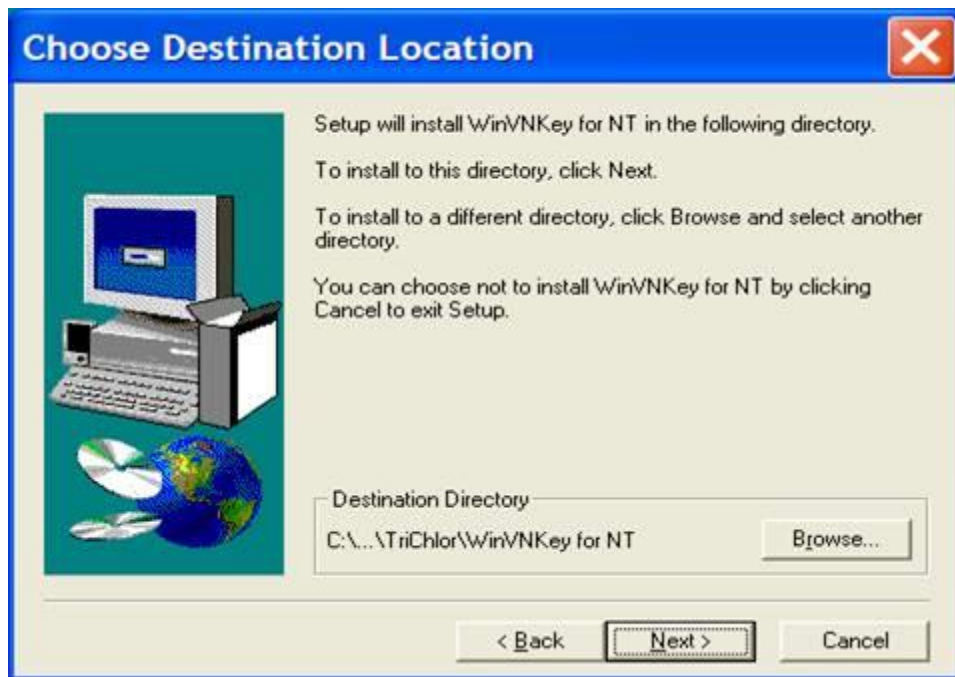 Choose Destination Location
Setup will install WinVNKey for NT in the following directory.
To install to this directory, click Next.
To install to a different directory, click Browse and select another
directory.
You can choose not to install WinVNKey for NT by clicking
Cancel to exit Setup.
Destination Directory
C:\...\TriChlor\WinVNKey for NT
Browse...
< Back
Next >
Cancel